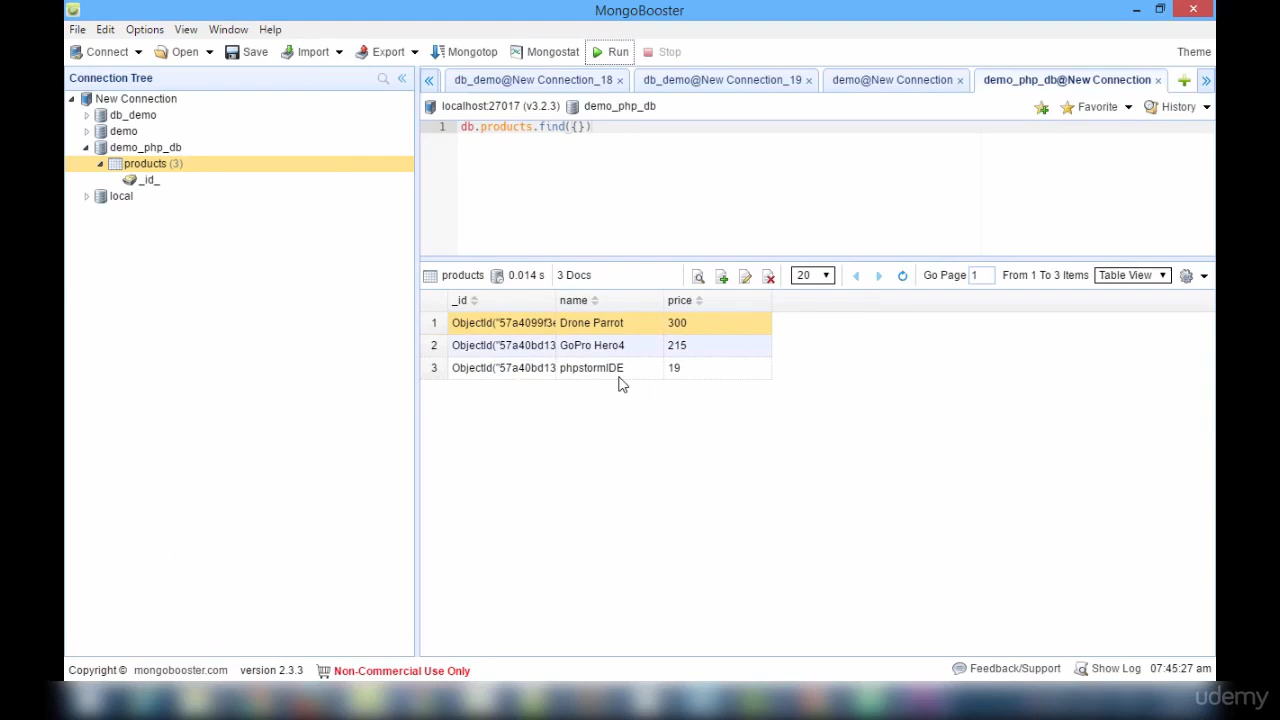 MongoBooster
File Edit Options View Window Help
Connect Open Save Import Export Mongotop Mongostat Run Stop Theme
Connection Tree
db_demo@New Connection_18 × db_demo@New Connection_19 × demo@New Connection × demo_php_db@New Connection ×
New Connection
db_demo
demo
demo_php_db
products (3)
_id_
local
localhost:27017 (v3.2.3) demo_php_db Favorite History
1 db.products.find({})
products 0.014 s 3 Docs 20 Go Page 1 From 1 To 3 Items Table View
_id name price
1 ObjectId("57a4099f3e Drone Parrot 300
2 ObjectId("57a40bd13 GoPro Hero4 215
3 ObjectId("57a40bd13 phpstormIDE 19
Copyright © mongobooster.com version 2.3.3 Non-Commercial Use Only Feedback/Support Show Log 07:45:27 am
udemy